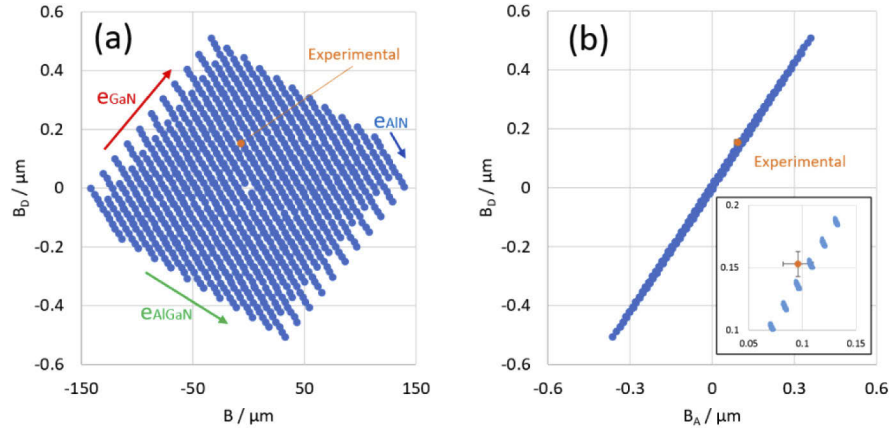 (a)
0.6
0.4
0.2
0
-0.2
-0.4
-0.6
B_D / μm
-150
-50
50
150
B / μm
Experimental
e_GaN
e_AlN
e_AlGaN
(b)
0.6
0.4
0.2
0
-0.2
-0.4
-0.6
B_D / μm
-0.6
-0.3
0
0.3
0.6
B_A / μm
Experimental
0.2
0.15
0.1
0.05
0.1
0.15